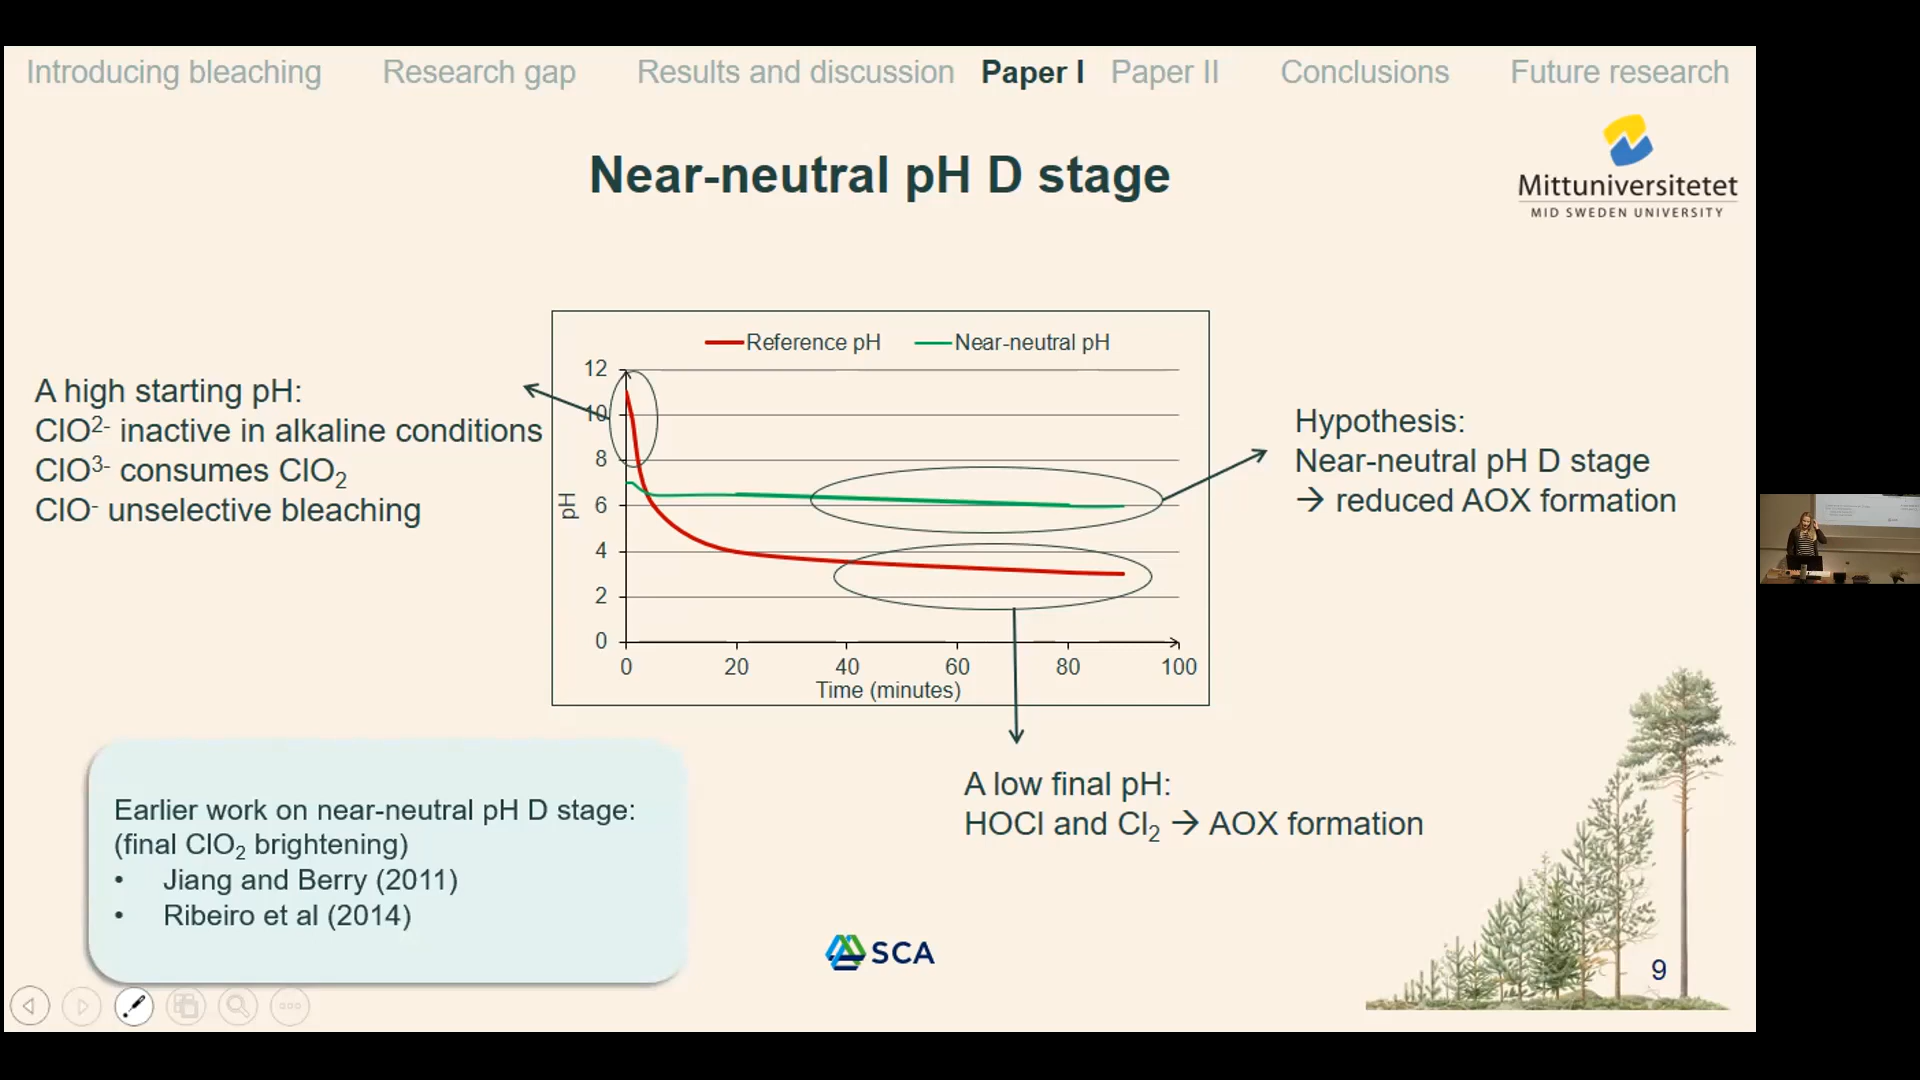 Introducing bleaching Research gap Results and discussion Paper I Paper II Conclusions Future research
Near-neutral pH D stage
Mittuniversitetet
MID SWEDEN UNIVERSITY
A high starting pH:
ClO²⁻ inactive in alkaline conditions
ClO³⁻ consumes ClO₂
ClO⁻ unselective bleaching
Reference pH Near-neutral pH
12
10
8
6
4
2
0
pH
0 20 40 60 80 100
Time (minutes)
Hypothesis:
Near-neutral pH D stage
→ reduced AOX formation
A low final pH:
HOCl and Cl₂ → AOX formation
Earlier work on near-neutral pH D stage:
(final ClO₂ brightening)
• Jiang and Berry (2011)
• Ribeiro et al (2014)
SCA
9